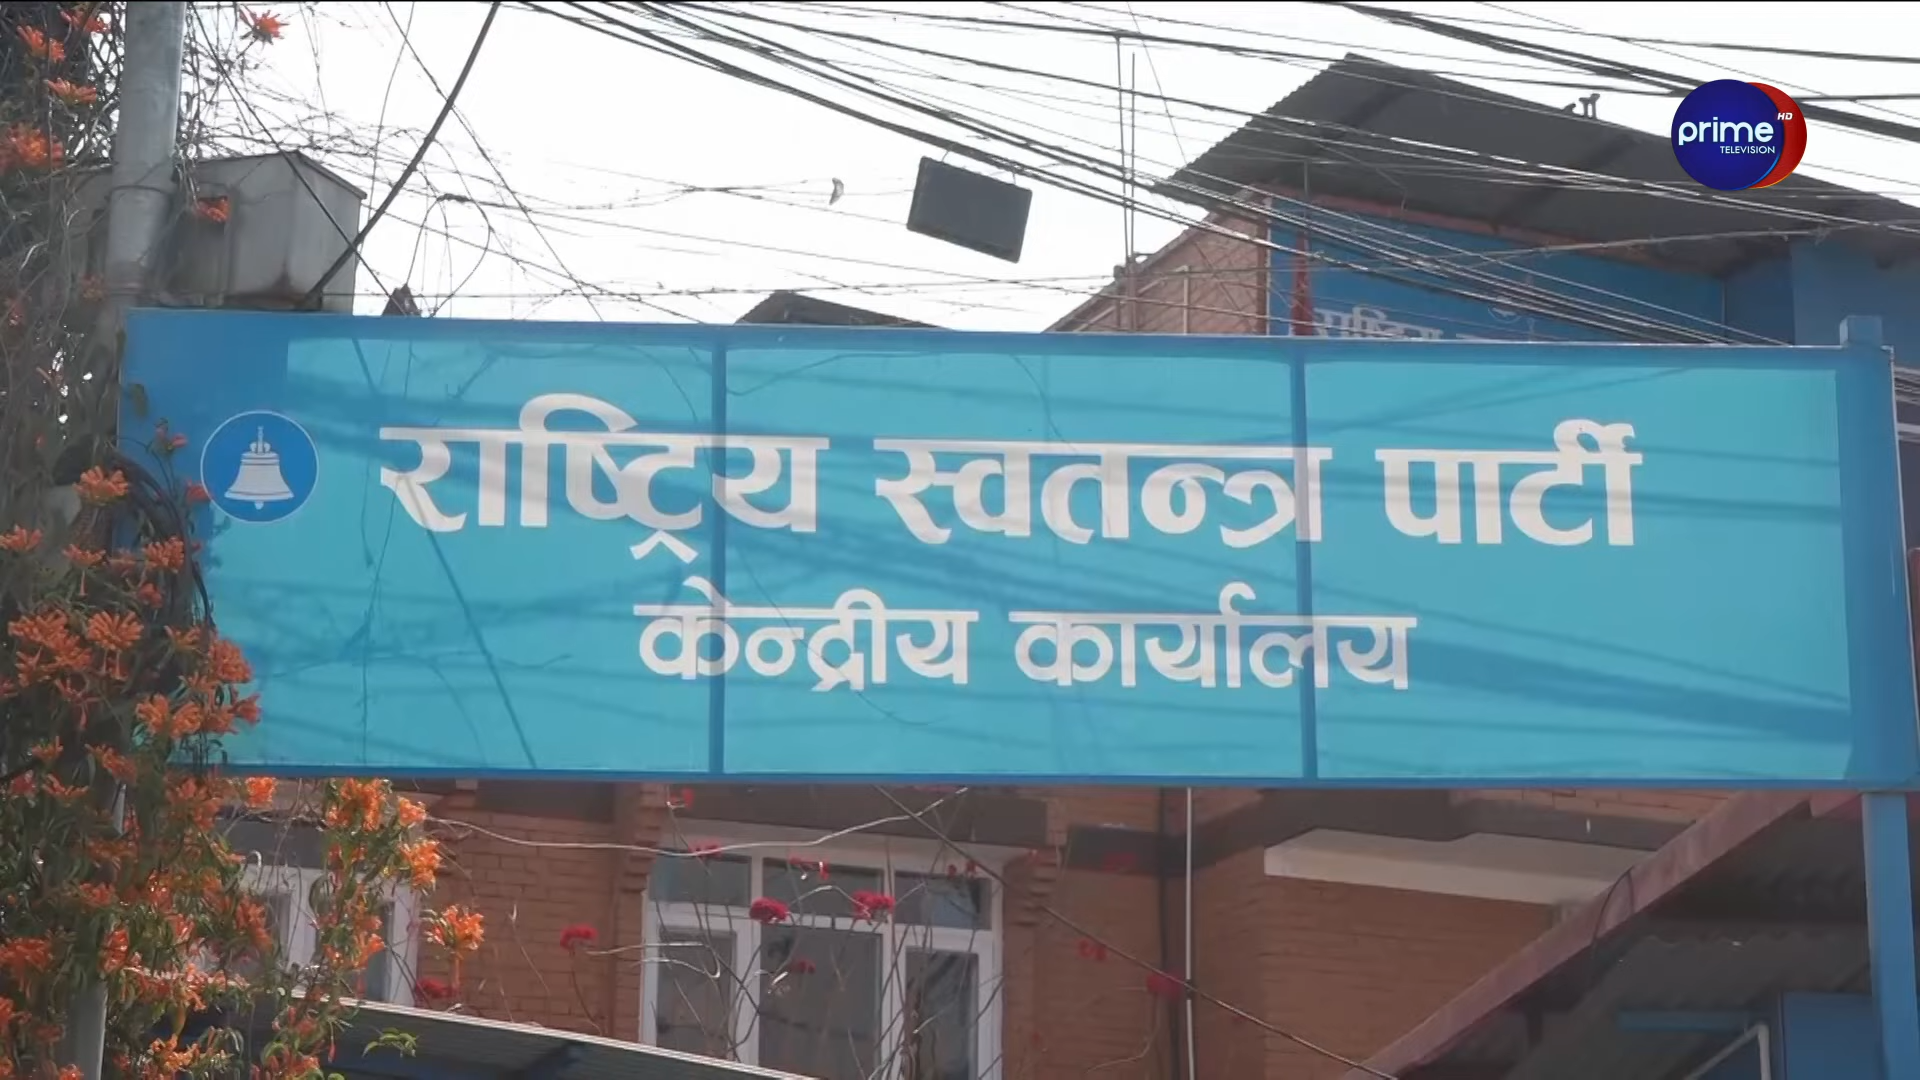 prime HD
TELEVISION
राष्ट्रिय
राष्ट्रिय स्वतन्त्र पार्टी
केन्द्रीय कार्यालय